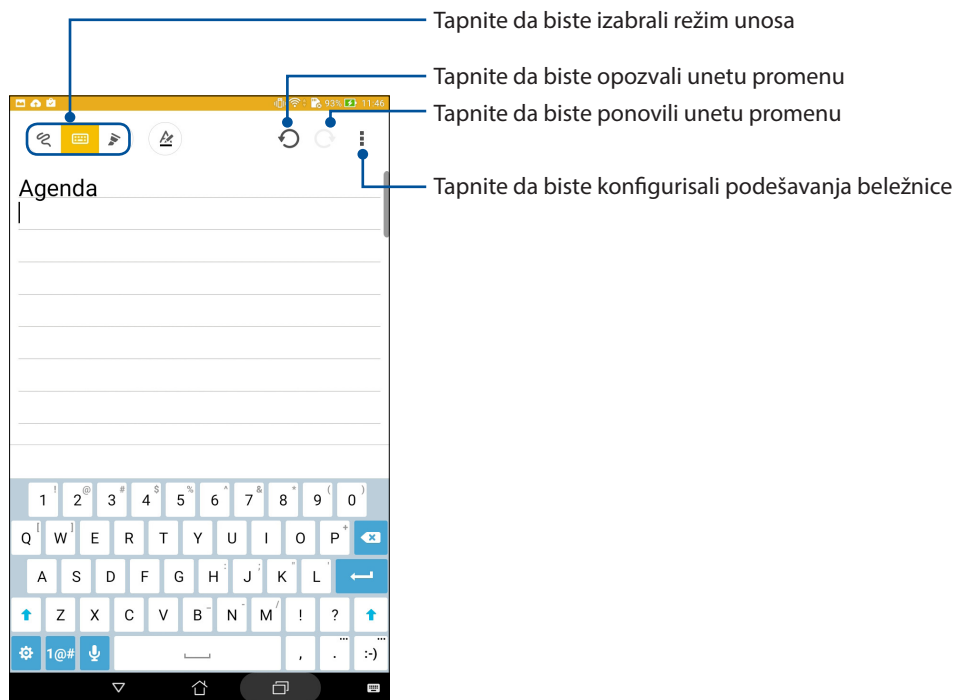 Tapnite da biste izabrali režim unosa
Tapnite da biste opozvali unetu promenu
Tapnite da biste ponovili unetu promenu
93% 11:46
Tapnite da biste konfigurisali podešavanja beležnice
Agenda
1 ! 2 @ 3 # 4 $ 5 % 6 ^ 7 & 8 * 9 ( 0 )
Q [ W ] E R T Y U I O P +
A S D F G H : J ; K " L '
Z X C V B _ N - M / ! ?
1@# , . ... :-) ...